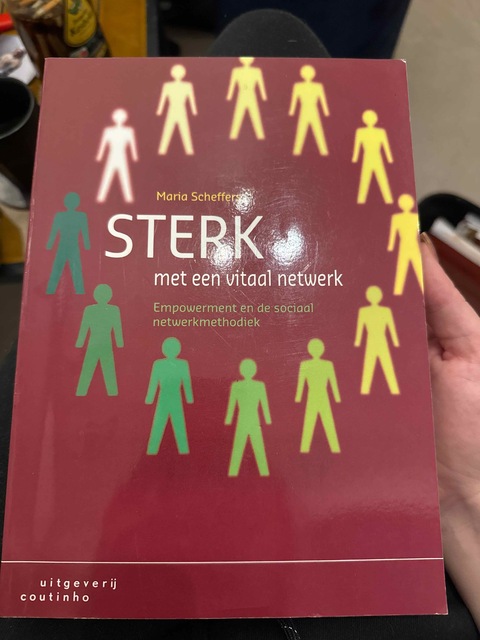 Maria Scheffers
STERK
met een vitaal netwerk
Empowerment en de sociaal
netwerkmethodiek
uitgeverij
coutinho